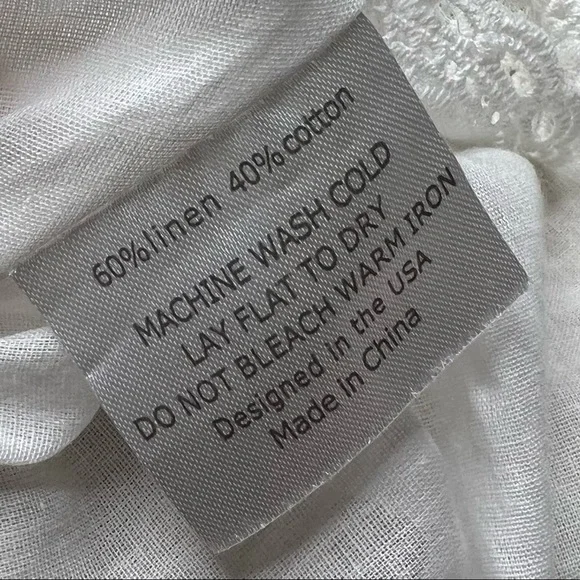 60%linen 40%cotton
MACHINE WASH COLD
LAY FLAT TO DRY
DO NOT BLEACH WARM IRON
Designed in the USA
Made in China